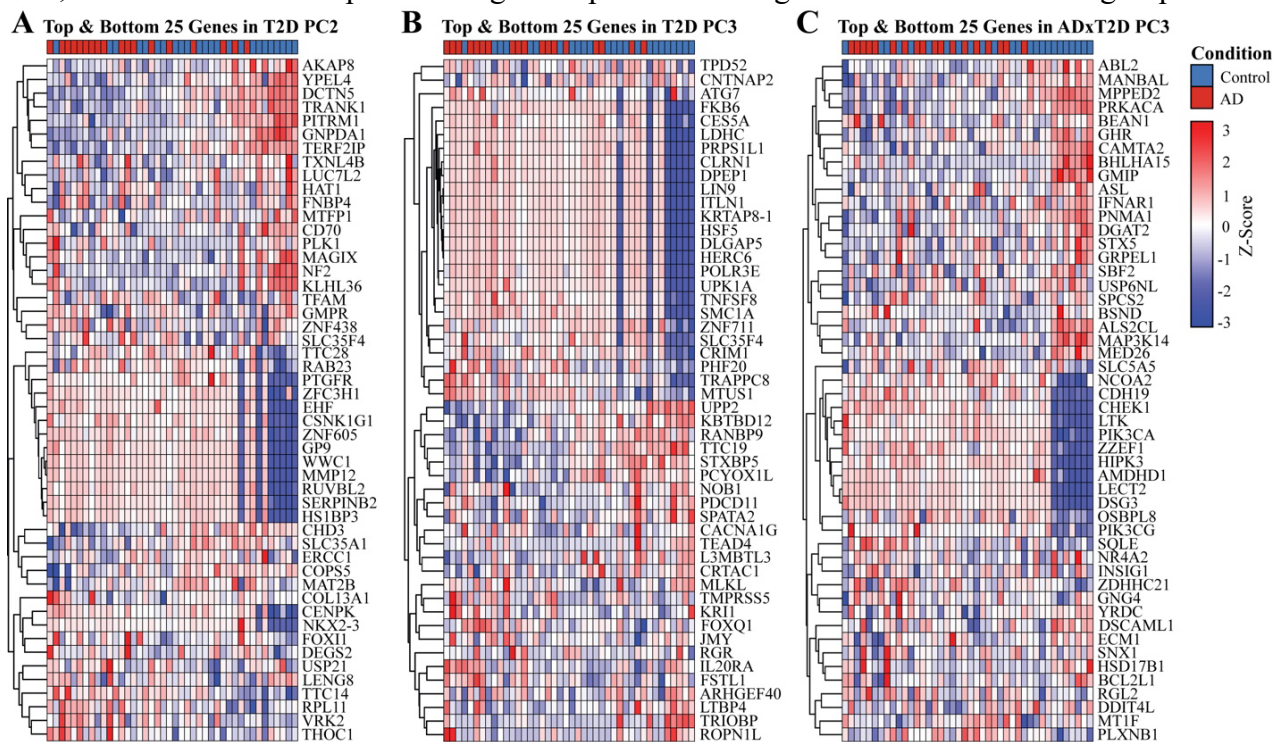 A Top & Bottom 25 Genes in T2D PC2
AKAP8
YPEL4
DCTN5
TRANK1
PITRM1
GNPDA1
TERF2IP
TXNL4B
LUC7L2
HAT1
FNBP4
MTFP1
CD70
PLK1
MAGIX
NF2
KLHL36
TFAM
GMPR
ZNF438
SLC35F4
TTC28
RAB23
PTGFR
ZFC3H1
EHF
CSNK1G1
ZNF605
GP9
WWC1
MMP12
RUVBL2
SERPINB2
HS1BP3
CHD3
SLC35A1
ERCC1
COPS5
MAT2B
COL13A1
CENPK
NKX2-3
FOXI1
DEGS2
USP21
LENG8
TTC14
RPL11
VRK2
THOC1
B Top & Bottom 25 Genes in T2D PC3
TPD52
CNTNAP2
ATG7
FKB6
CES5A
LDHC
PRPS1L1
CLRN1
DPEP1
LIN9
ITLN1
KRTAP8-1
HSF5
DLGAP5
HERC6
POLR3E
UPK1A
TNFSF8
SMC1A
ZNF711
SLC35F4
CRIM1
PHF20
TRAPPC8
MTUS1
UPP2
KBTBD12
RANBP9
TTC19
STXBP5
PCYOX1L
NOB1
PDCD11
SPATA2
CACNA1G
TEAD4
L3MBTL3
CRTAC1
MLKL
TMPRSS5
KRI1
FOXQ1
JMY
RGR
IL20RA
FSTL1
ARHGEF40
LTBP4
TRIOBP
ROPN1L
C Top & Bottom 25 Genes in ADxT2D PC3
ABL2
MANBAL
MPPED2
PRKACA
BEAN1
GHR
CAMTA2
BHLHA15
GMIP
ASL
IFNAR1
PNMA1
DGAT2
STX5
GRPEL1
SBF2
USP6NL
SPCS2
BSND
ALS2CL
MAP3K14
MED26
SLC5A5
NCOA2
CDH19
CHEK1
LTK
PIK3CA
ZZEF1
HIPK3
AMDHD1
LECT2
DSG3
OSBPL8
PIK3CG
SQLE
NR4A2
INSIG1
ZDHHC21
GNG4
YRDC
DSCAML1
ECM1
SNX1
HSD17B1
BCL2L1
RGL2
DDIT4L
MT1F
PLXNB1
Condition
Control
AD
3
2
1
0
-1
-2
-3
Z-Score